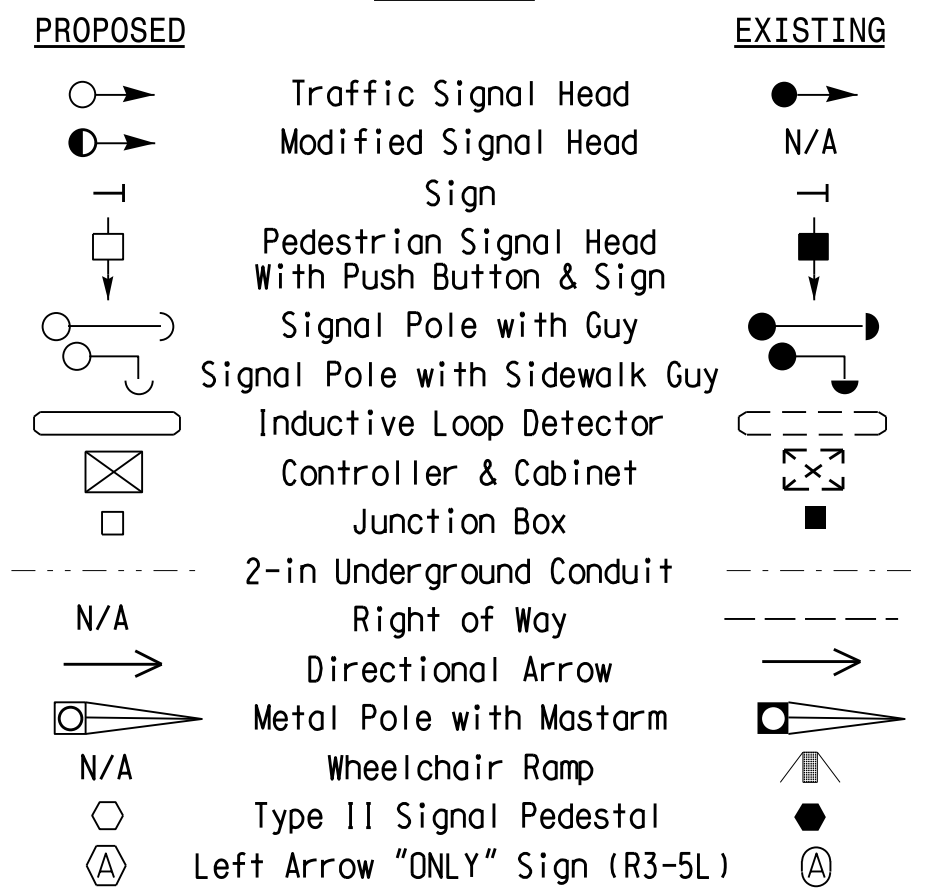 PROPOSED EXISTING
Traffic Signal Head
Modified Signal Head N/A
Sign
Pedestrian Signal Head
With Push Button & Sign
Signal Pole with Guy
Signal Pole with Sidewalk Guy
Inductive Loop Detector
Controller & Cabinet
Junction Box
2-in Underground Conduit
N/A Right of Way
Directional Arrow
Metal Pole with Mastarm
N/A Wheelchair Ramp
Type II Signal Pedestal
A Left Arrow "ONLY" Sign (R3-5L) A